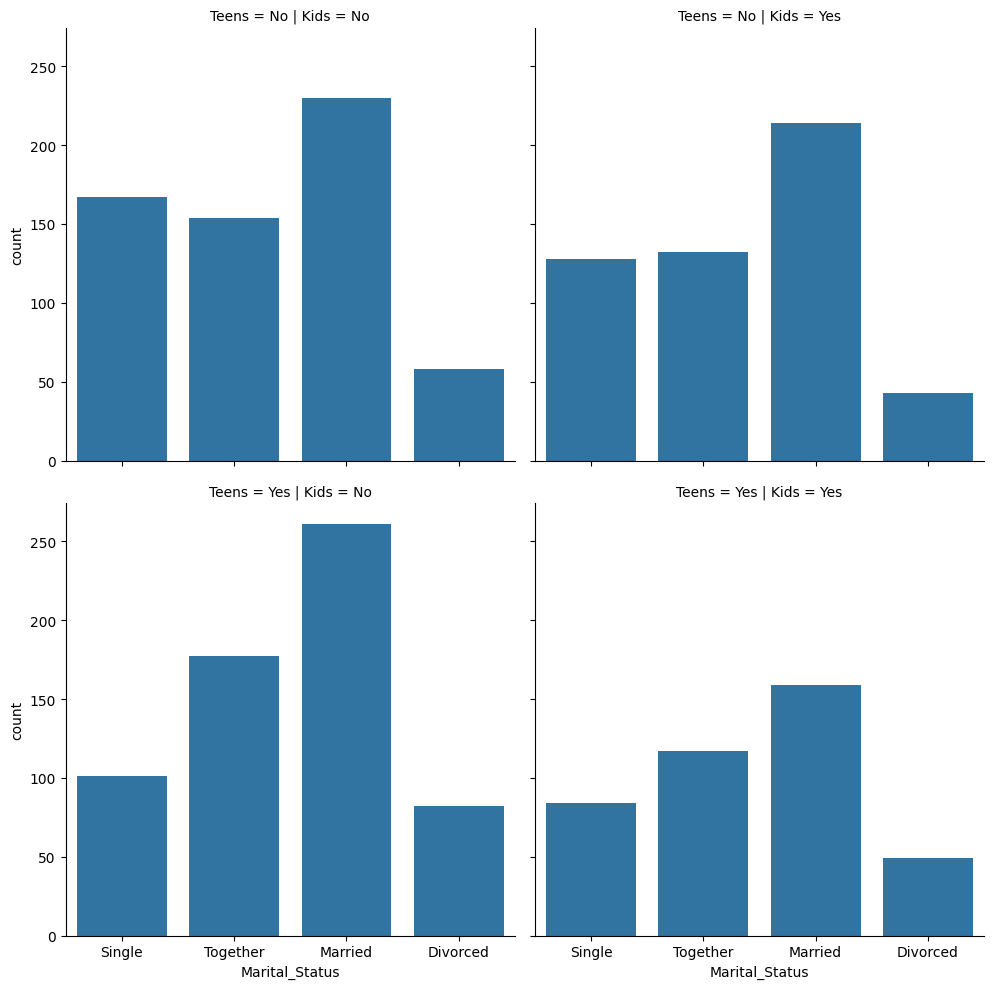 Teens = No | Kids = No
Teens = No | Kids = Yes
250
200
150
100
50
0
count
Teens = Yes | Kids = No
Teens = Yes | Kids = Yes
250
200
150
100
50
0
count
Single Together Married Divorced
Single Together Married Divorced
Marital_Status
Marital_Status